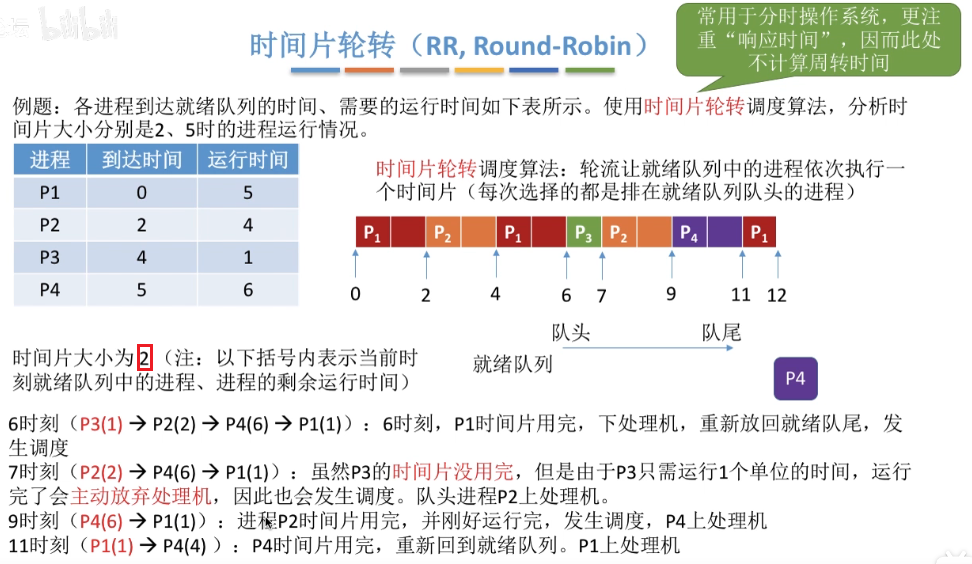 长 bilibili
时间片轮转（RR, Round-Robin）
常用于分时操作系统，更注
重“响应时间”，因而此处
不计算周转时间
例题：各进程到达就绪队列的时间、需要的运行时间如下表所示。使用时间片轮转调度算法，分析时
间片大小分别是2、5时的进程运行情况。
进程 到达时间 运行时间
P1 0 5
P2 2 4
P3 4 1
P4 5 6
时间片轮转调度算法：轮流让就绪队列中的进程依次执行一
个时间片（每次选择的都是排在就绪队列队头的进程）
P1 P2 P1 P3 P2 P4 P1
0 2 4 6 7 9 11 12
队头 队尾
就绪队列
P4
时间片大小为2（注：以下括号内表示当前时
刻就绪队列中的进程、进程的剩余运行时间）
6时刻（P3(1) → P2(2) → P4(6) → P1(1)）：6时刻，P1时间片用完，下处理机，重新放回就绪队尾，发
生调度
7时刻（P2(2) → P4(6) → P1(1)）：虽然P3的时间片没用完，但是由于P3只需运行1个单位的时间，运行
完了会主动放弃处理机，因此也会发生调度。队头进程P2上处理机。
9时刻（P4(6) → P1(1)）：进程P2时间片用完，并刚好运行完，发生调度，P4上处理机
11时刻（P1(1) → P4(4) ）：P4时间片用完，重新回到就绪队列。P1上处理机